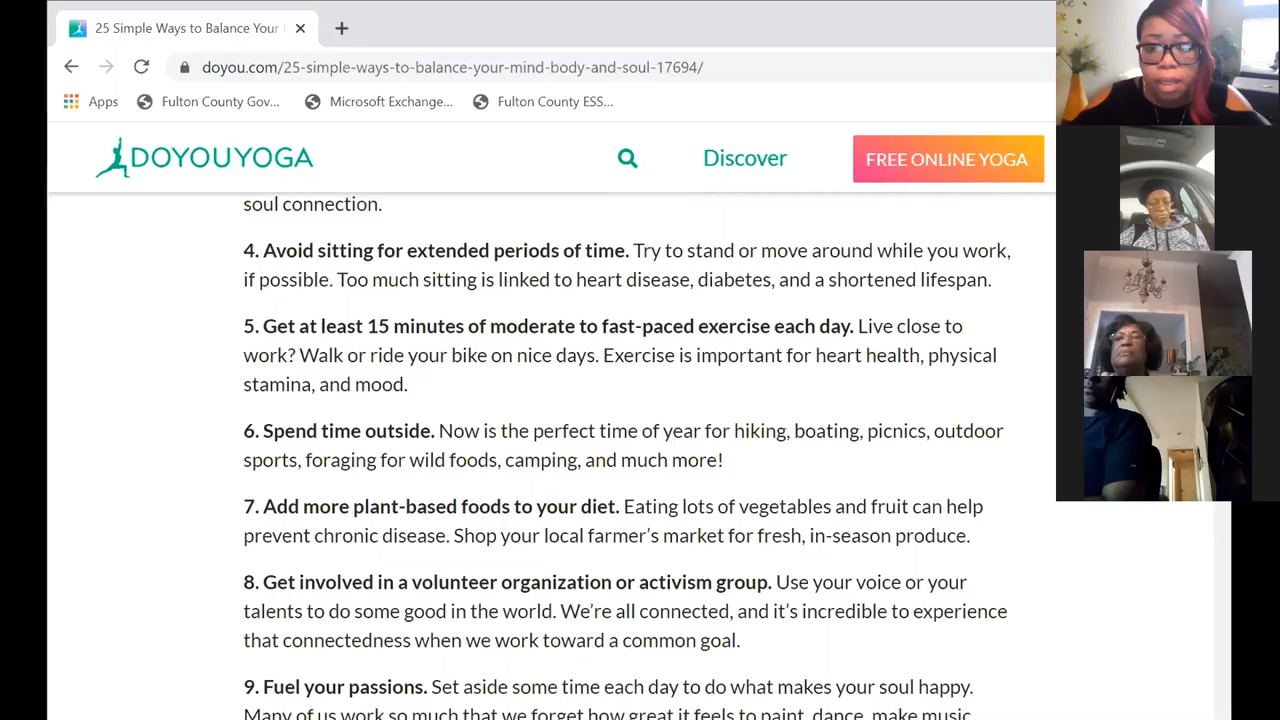 25 Simple Ways to Balance Your
doyou.com/25-simple-ways-to-balance-your-mind-body-and-soul-17694/
Apps Fulton County Gov... Microsoft Exchange... Fulton County ESS...
DOYOUYOGA Discover FREE ONLINE YOGA
soul connection.
4. Avoid sitting for extended periods of time. Try to stand or move around while you work,
if possible. Too much sitting is linked to heart disease, diabetes, and a shortened lifespan.
5. Get at least 15 minutes of moderate to fast-paced exercise each day. Live close to
work? Walk or ride your bike on nice days. Exercise is important for heart health, physical
stamina, and mood.
6. Spend time outside. Now is the perfect time of year for hiking, boating, picnics, outdoor
sports, foraging for wild foods, camping, and much more!
7. Add more plant-based foods to your diet. Eating lots of vegetables and fruit can help
prevent chronic disease. Shop your local farmer’s market for fresh, in-season produce.
8. Get involved in a volunteer organization or activism group. Use your voice or your
talents to do some good in the world. We’re all connected, and it’s incredible to experience
that connectedness when we work toward a common goal.
9. Fuel your passions. Set aside some time each day to do what makes your soul happy.
Many of us work so much that we forget how great it feels to paint, dance, make music,